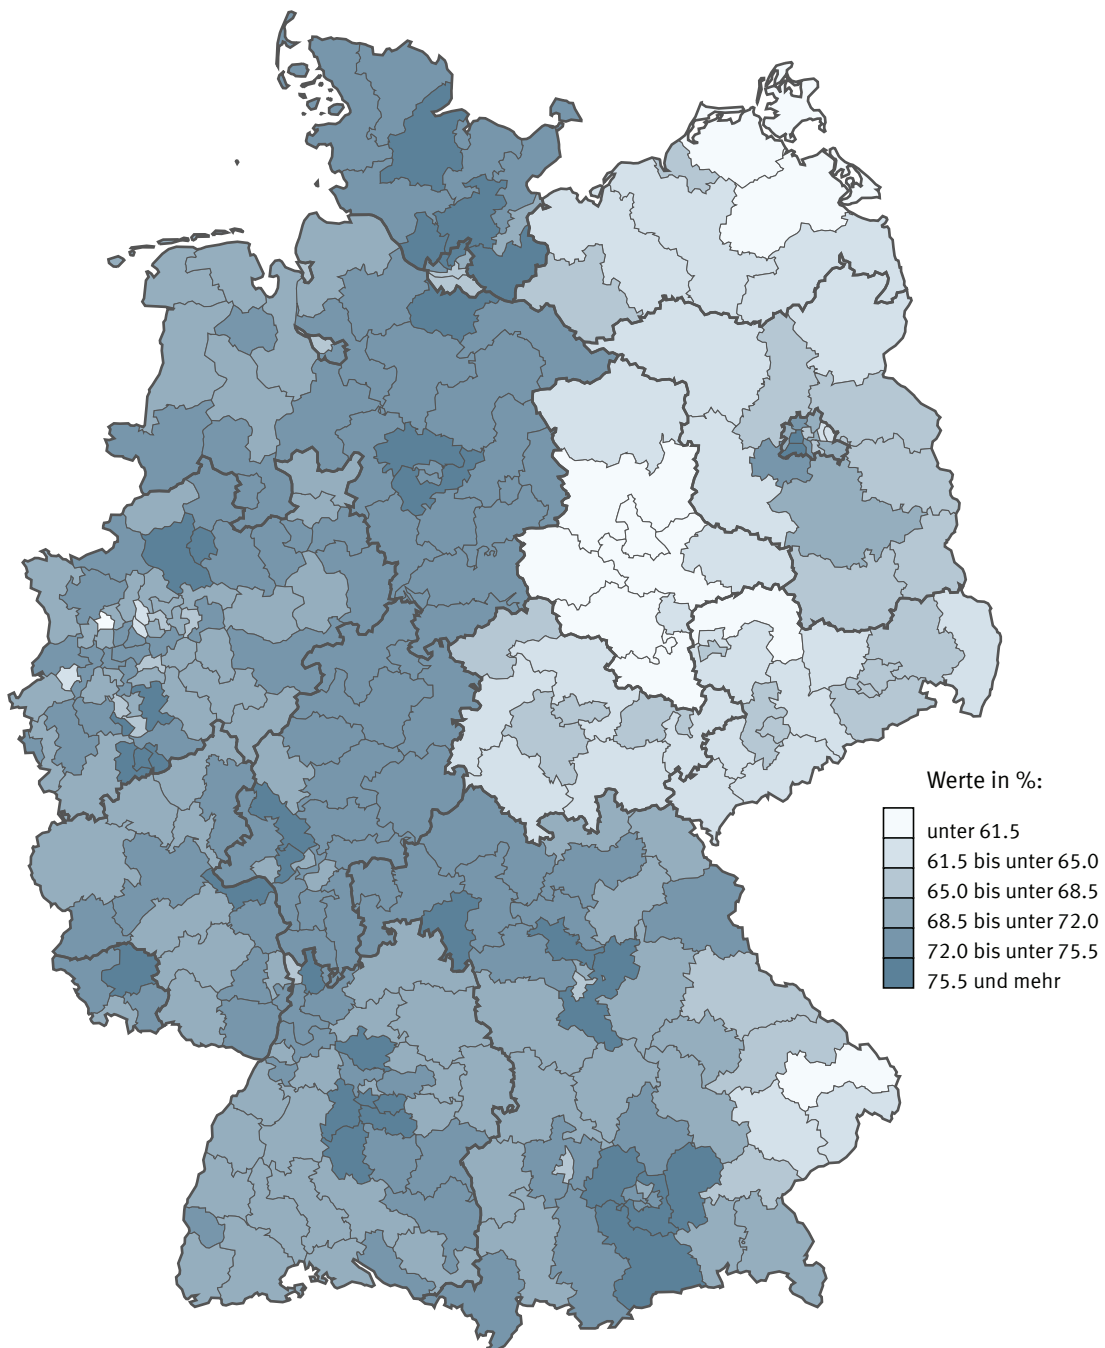 Werte in %:
unter 61.5
61.5 bis unter 65.0
65.0 bis unter 68.5
68.5 bis unter 72.0
72.0 bis unter 75.5
75.5 und mehr